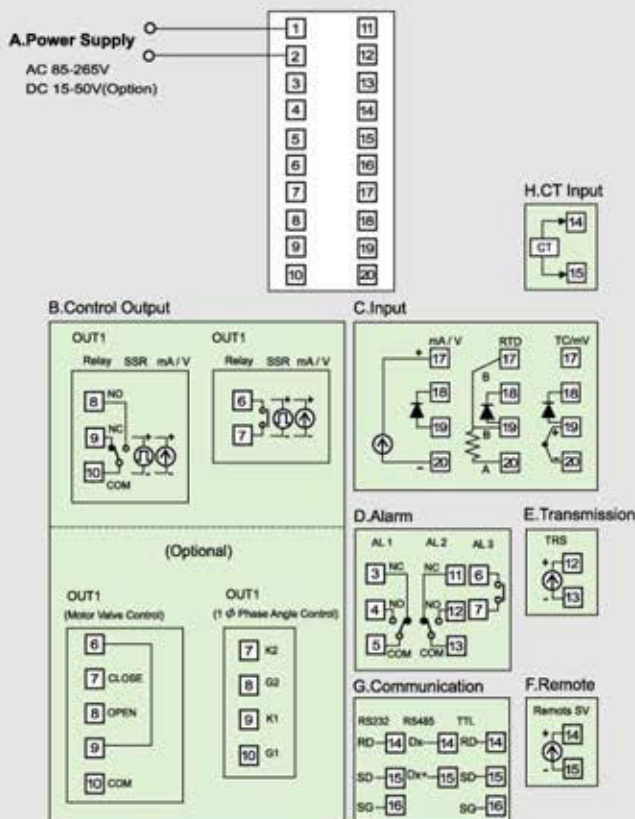 A.Power Supply
AC 85-265V
DC 15-50V(Option)
1 11
2 12
3 13
4 14
5 15
6 16
7 17
8 18
9 19
10 20
H.CT Input
14
CT
15
B.Control Output
OUT1 OUT1
Relay SSR mA/V Relay SSR mA/V
8 NO
9 NC
10
COM
6
7
(Optional)
OUT1 OUT1
(Motor Valve Control) (1 Ф Phase Angle Control)
6
7 CLOSE
8 OPEN
9
10 COM
7 K2
8 G2
9 K1
10 G1
C.Input
mA/V RTD TC/mV
+ 17 17 17
B
18 18 18
19 19 + 19
B
- 20 A 20 - 20
D.Alarm
AL 1 AL 2 AL 3
3 NC NC 11 6
4 NO NO 12 7
5 COM COM 13
E.Transmission
TRS
+ 12
- 13
G.Communication
RS232 RS485 TTL
RD 14 Dx- 14 RD 14
SD 15 Dx+ 15 SD 15
SG 16 SG 16
F.Remote
Remots SV
+ 14
- 15